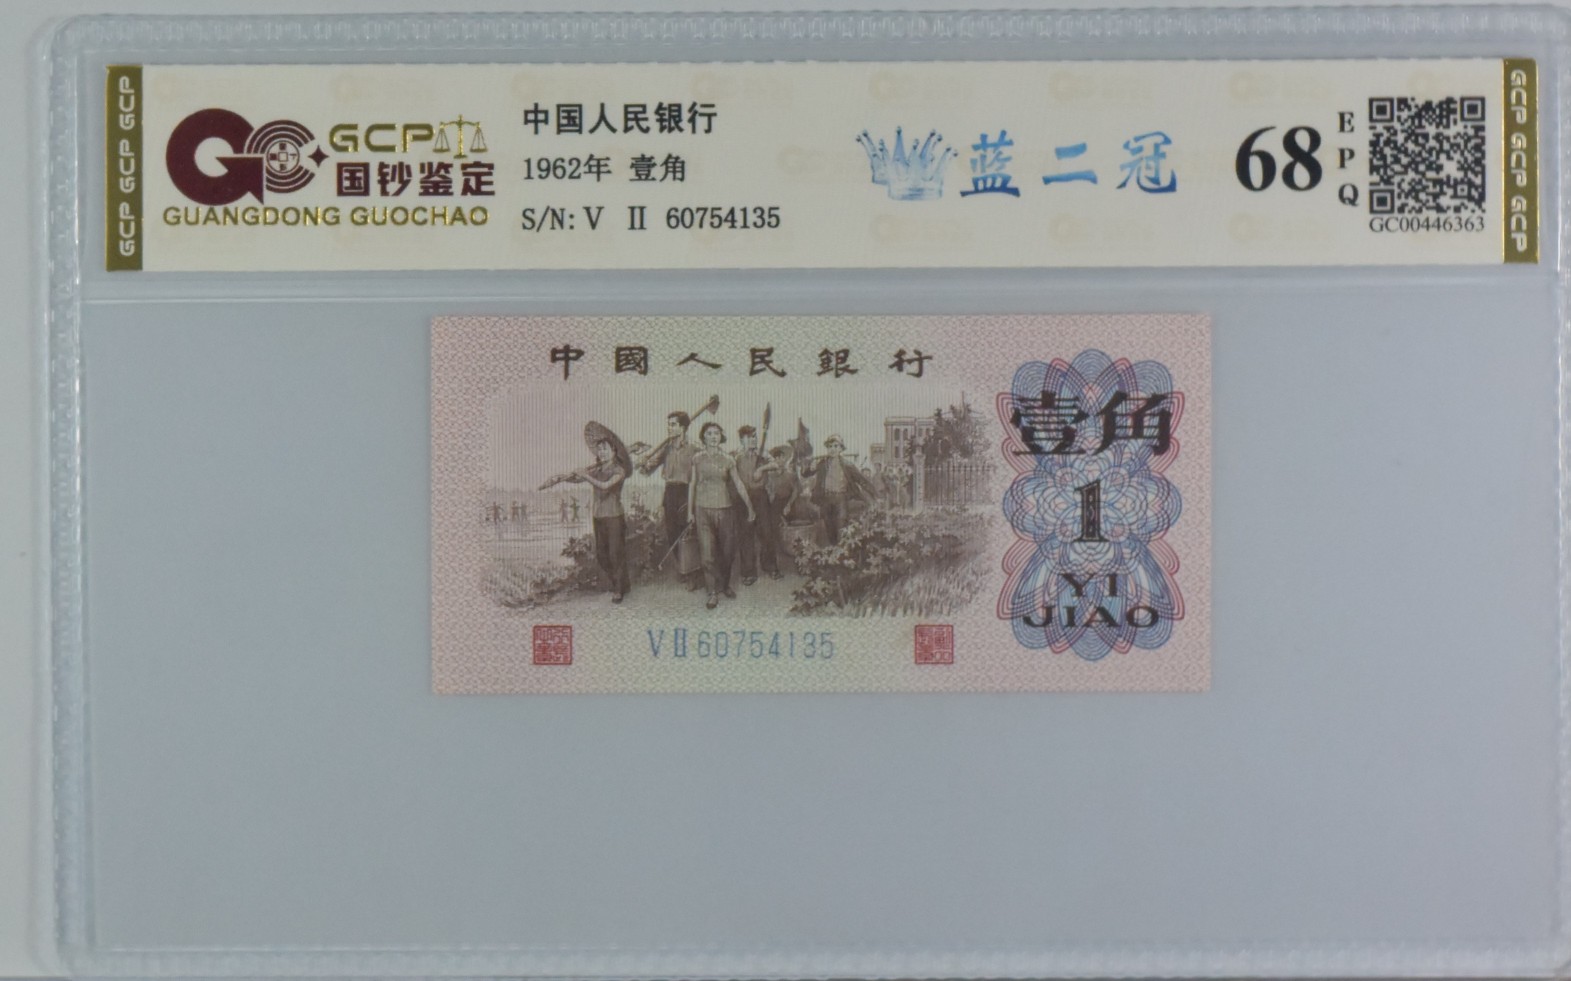 GCP GCP GCP
GCP
国钞鉴定
GUANGDONG GUOCHAO
中国人民银行
1962年 壹角
S/N: V Ⅱ 60754135
蓝二冠
68
EPQ
GC00446363
GCP GCP GCP
中國人民銀行
壹角
1
YI
JIAO
VⅡ60754135